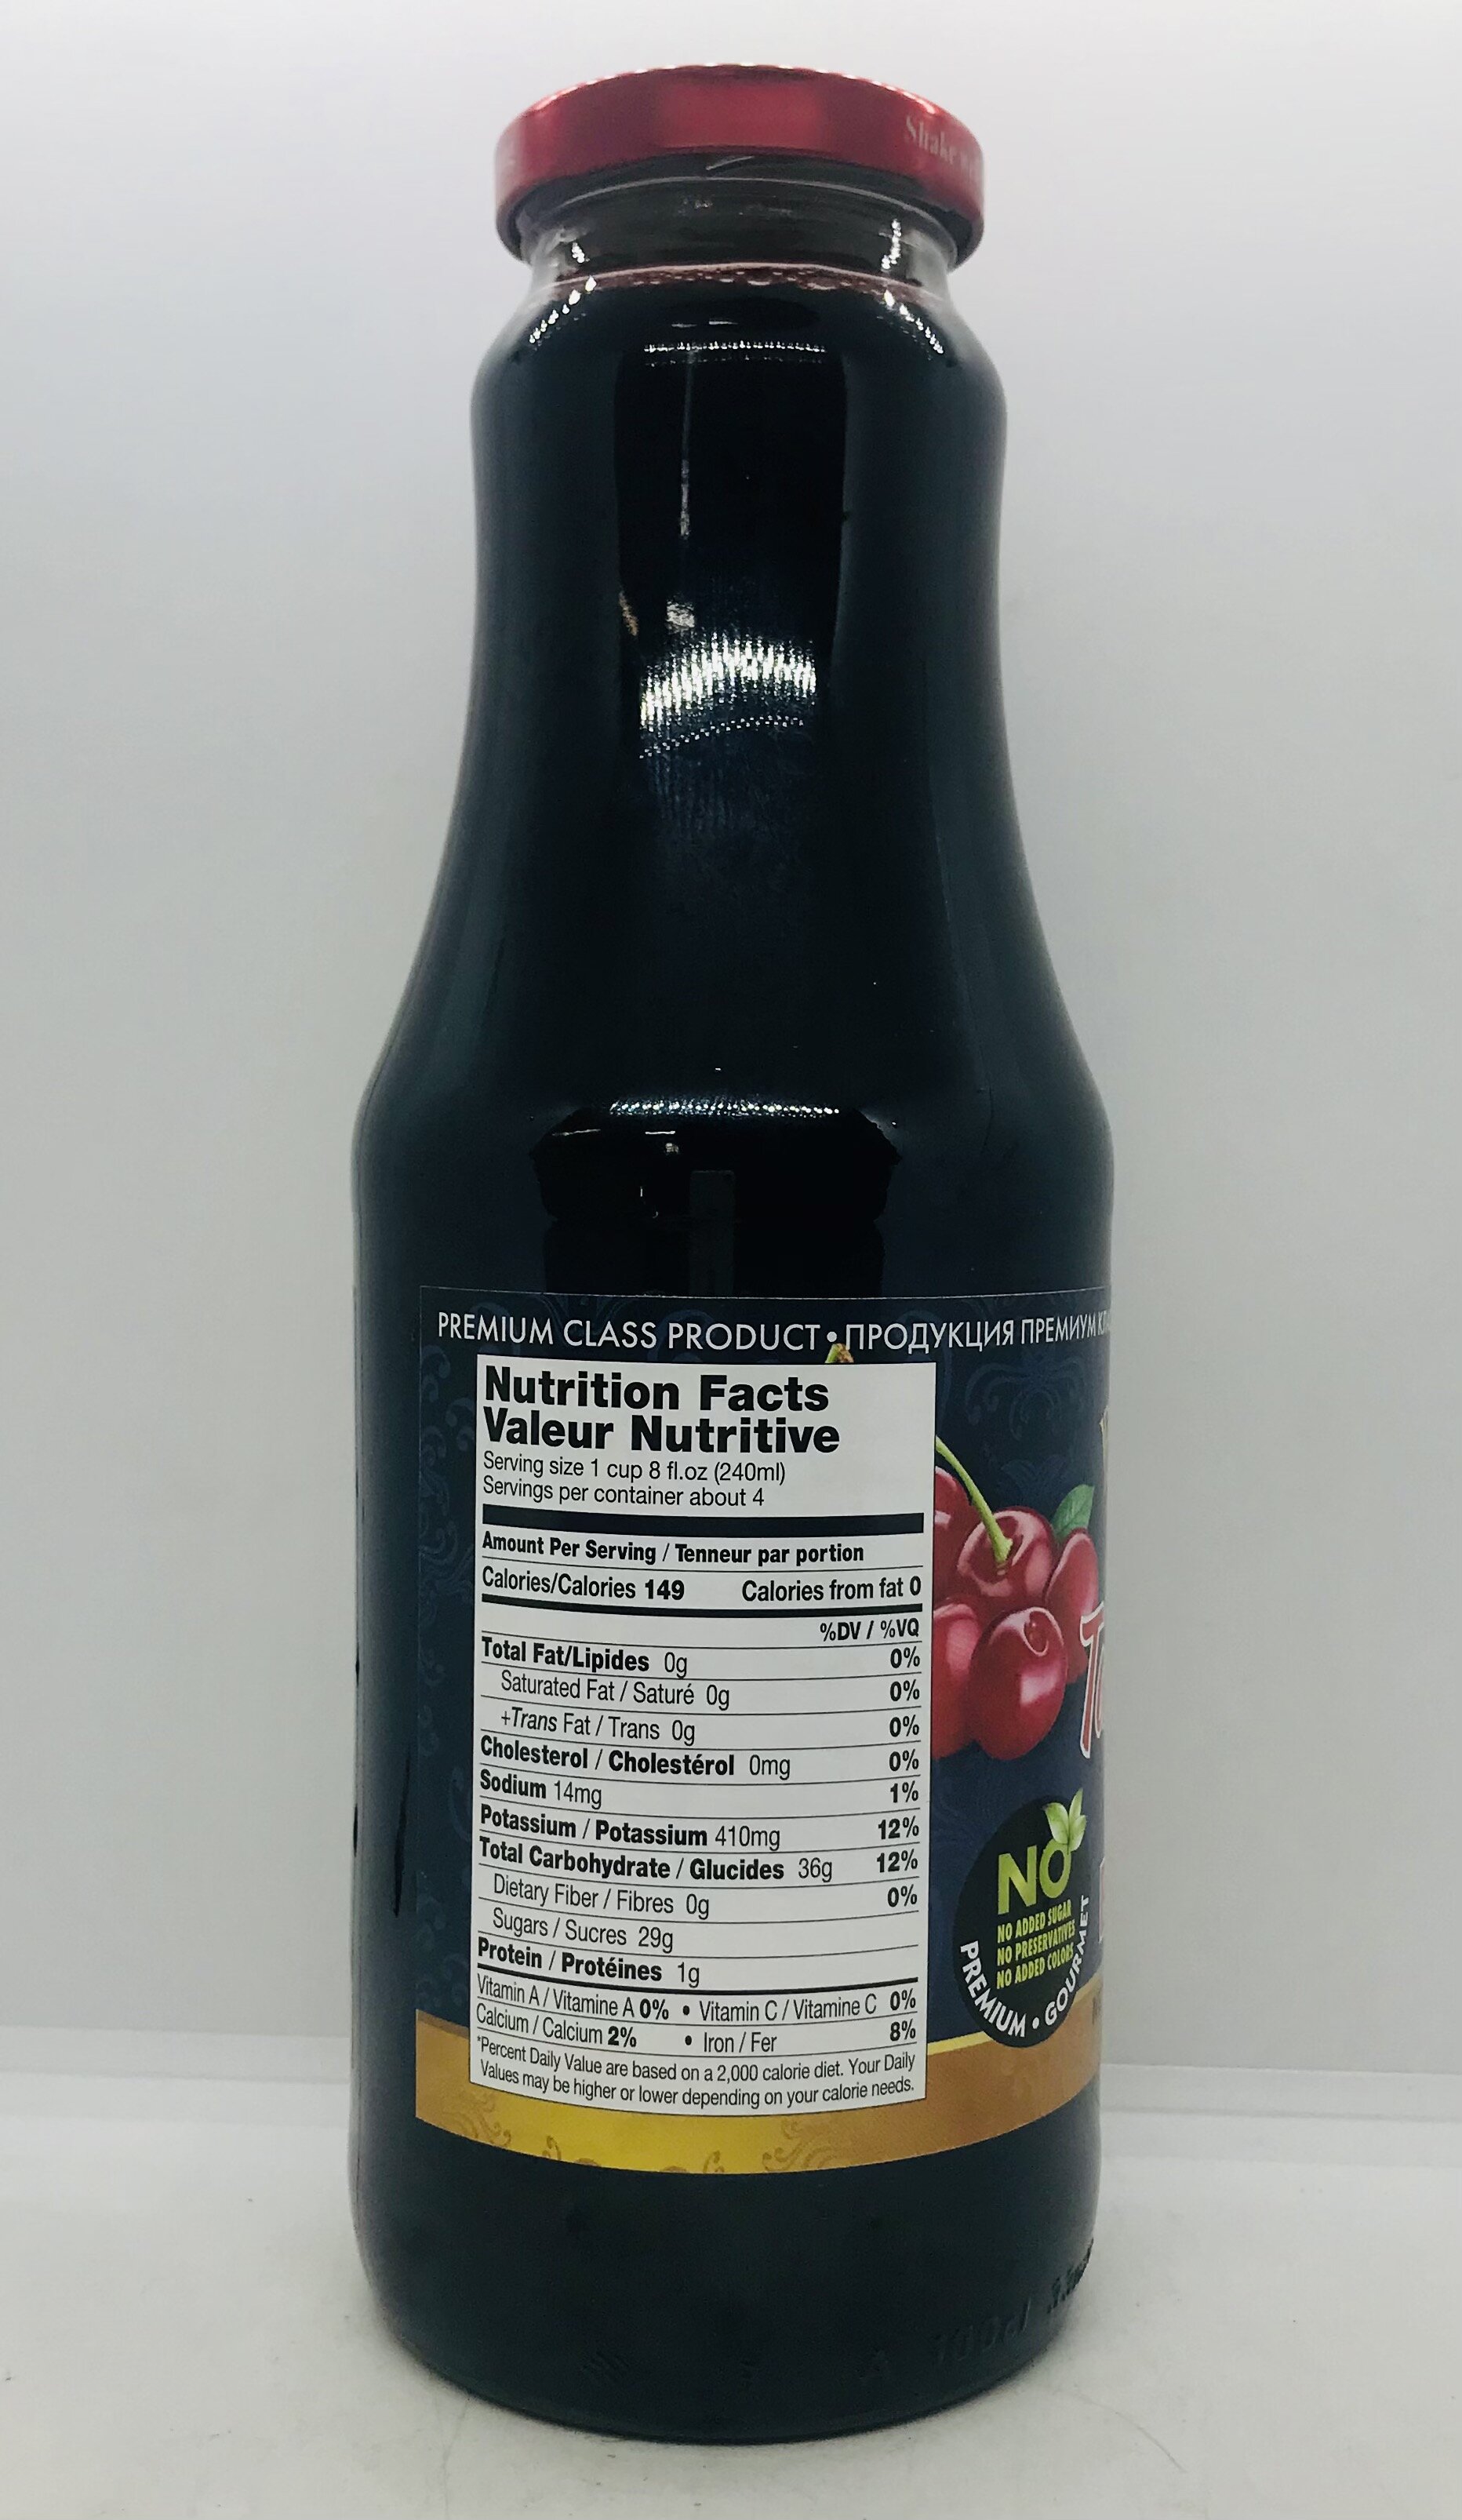 Shake
PREMIUM CLASS PRODUCT•ПРОДУКЦИЯ ПРЕМИУМ
Nutrition Facts
Valeur Nutritive
Serving size 1 cup 8 fl.oz (240ml)
Servings per container about 4
Amount Per Serving / Tenneur par portion
Calories/Calories 149 Calories from fat 0
%DV / %VQ
Total Fat/Lipides 0g 0%
Saturated Fat / Saturé 0g 0%
+Trans Fat / Trans 0g 0%
Cholesterol / Cholestérol 0mg 0%
Sodium 14mg 1%
Potassium / Potassium 410mg 12%
Total Carbohydrate / Glucides 36g 12%
Dietary Fiber / Fibres 0g 0%
Sugars / Sucres 29g
Protein / Protéines 1g
Vitamin A / Vitamine A 0% • Vitamin C / Vitamine C 0%
Calcium / Calcium 2% • Iron / Fer 8%
*Percent Daily Value are based on a 2,000 calorie diet. Your Daily
Values may be higher or lower depending on your calorie needs.
NO
NO ADDED SUGAR
NO PRESERVATIVES
NO ADDED COLORS
PREMIUM • GOURMET